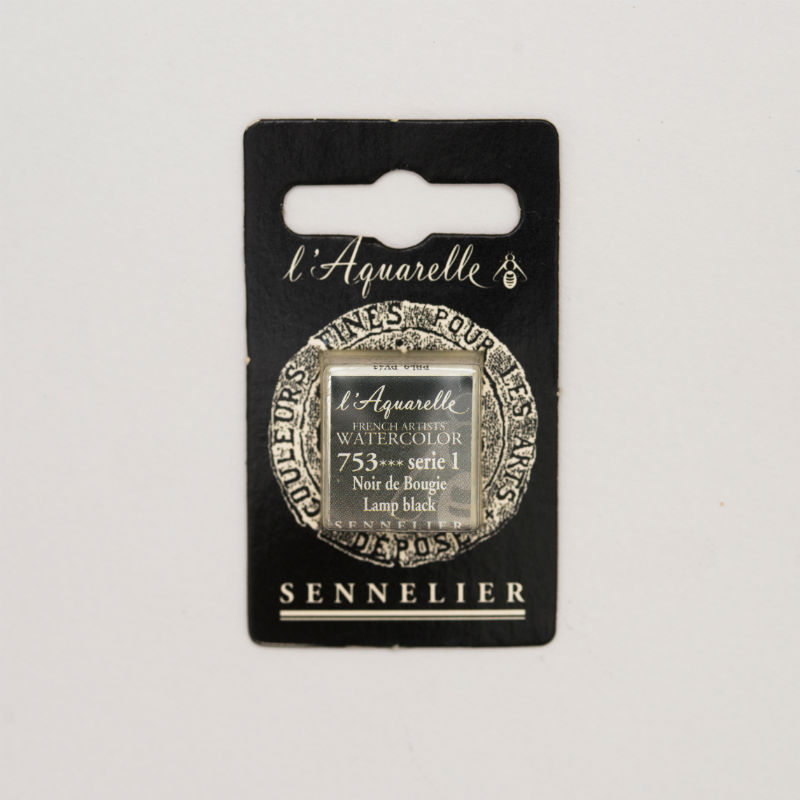 l'Aquarelle
COULEURS FINES POUR LES ARTS
DÉPOSÉ
l'Aquarelle
FRENCH ARTISTS'
WATERCOLOR
753*** serie 1
Noir de Bougie
Lamp black
SENNELIER
SENNELIER